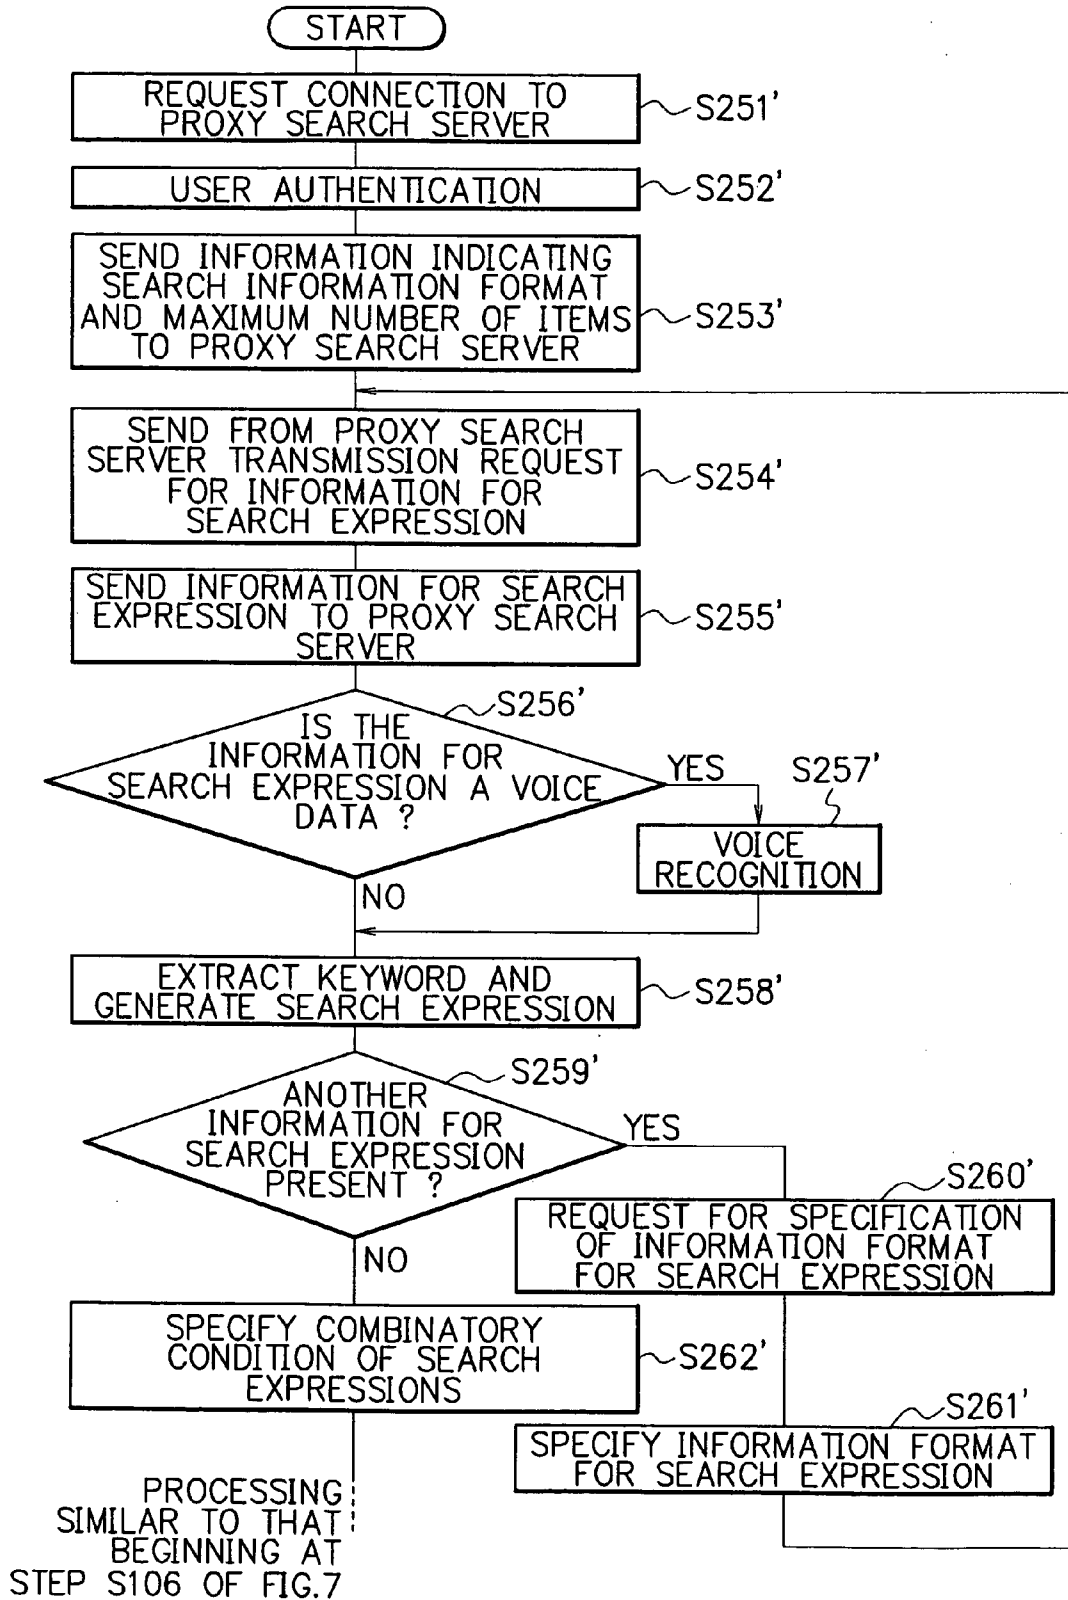 START
REQUEST CONNECTION TO
PROXY SEARCH SERVER
S251'
USER AUTHENTICATION
S252'
SEND INFORMATION INDICATING
SEARCH INFORMATION FORMAT
AND MAXIMUM NUMBER OF ITEMS
TO PROXY SEARCH SERVER
S253'
SEND FROM PROXY SEARCH
SERVER TRANSMISSION REQUEST
FOR INFORMATION FOR
SEARCH EXPRESSION
S254'
SEND INFORMATION FOR SEARCH
EXPRESSION TO PROXY SEARCH
SERVER
S255'
S256'
IS THE
INFORMATION FOR
SEARCH EXPRESSION A VOICE
DATA ?
YES
S257'
VOICE
RECOGNITION
NO
EXTRACT KEYWORD AND
GENERATE SEARCH EXPRESSION
S258'
S259'
ANOTHER
INFORMATION FOR
SEARCH EXPRESSION
PRESENT ?
YES
S260'
REQUEST FOR SPECIFICATION
OF INFORMATION FORMAT
FOR SEARCH EXPRESSION
NO
SPECIFY COMBINATORY
CONDITION OF SEARCH
EXPRESSIONS
S262'
S261'
SPECIFY INFORMATION FORMAT
FOR SEARCH EXPRESSION
PROCESSING
SIMILAR TO THAT
BEGINNING AT
STEP S106 OF FIG.7